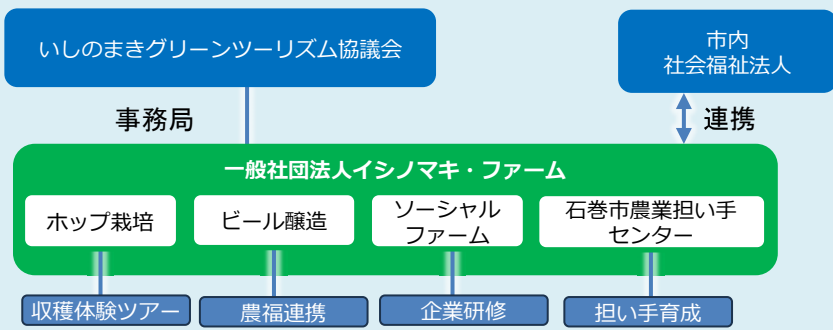 いしのまきグリーンツーリズム協議会
市内
社会福祉法人
事務局
連携
一般社団法人イシノマキ・ファーム
ホップ栽培
ビール醸造
ソーシャル
ファーム
石巻市農業担い手
センター
収穫体験ツアー
農福連携
企業研修
担い手育成